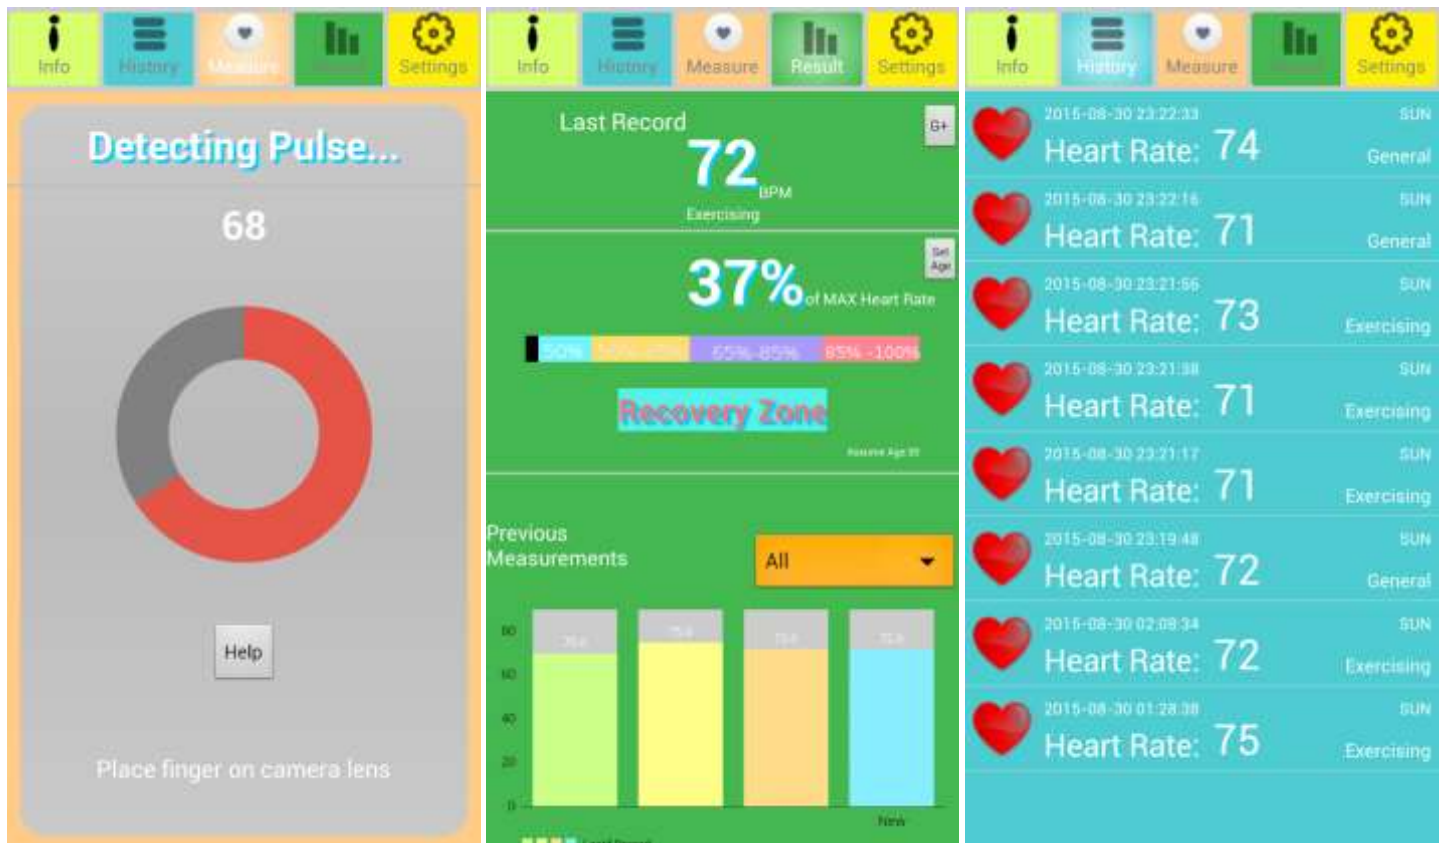 Info History Measure Settings
Detecting Pulse...
68
Help
Place finger on camera lens
Info History Measure Result Settings
Last Record
G+
72
BPM
Exercising
Set
Age
37% of MAX Heart Rate
50% 65%-85% 85% -100%
Recovery Zone
Previous
Measurements
All
80
60
40
20
0
New
Info History Measure Settings
2015-08-30 23:22:33 SUN
Heart Rate: 74 General
2015-08-30 23:22:16 SUN
Heart Rate: 71 General
2015-08-30 23:21:56 SUN
Heart Rate: 73 Exercising
2015-08-30 23:21:38 SUN
Heart Rate: 71 Exercising
2015-08-30 23:21:17 SUN
Heart Rate: 71 Exercising
2015-08-30 23:19:48 SUN
Heart Rate: 72 General
2015-08-30 02:08:34 SUN
Heart Rate: 72 Exercising
2015-08-30 01:28:38 SUN
Heart Rate: 75 Exercising